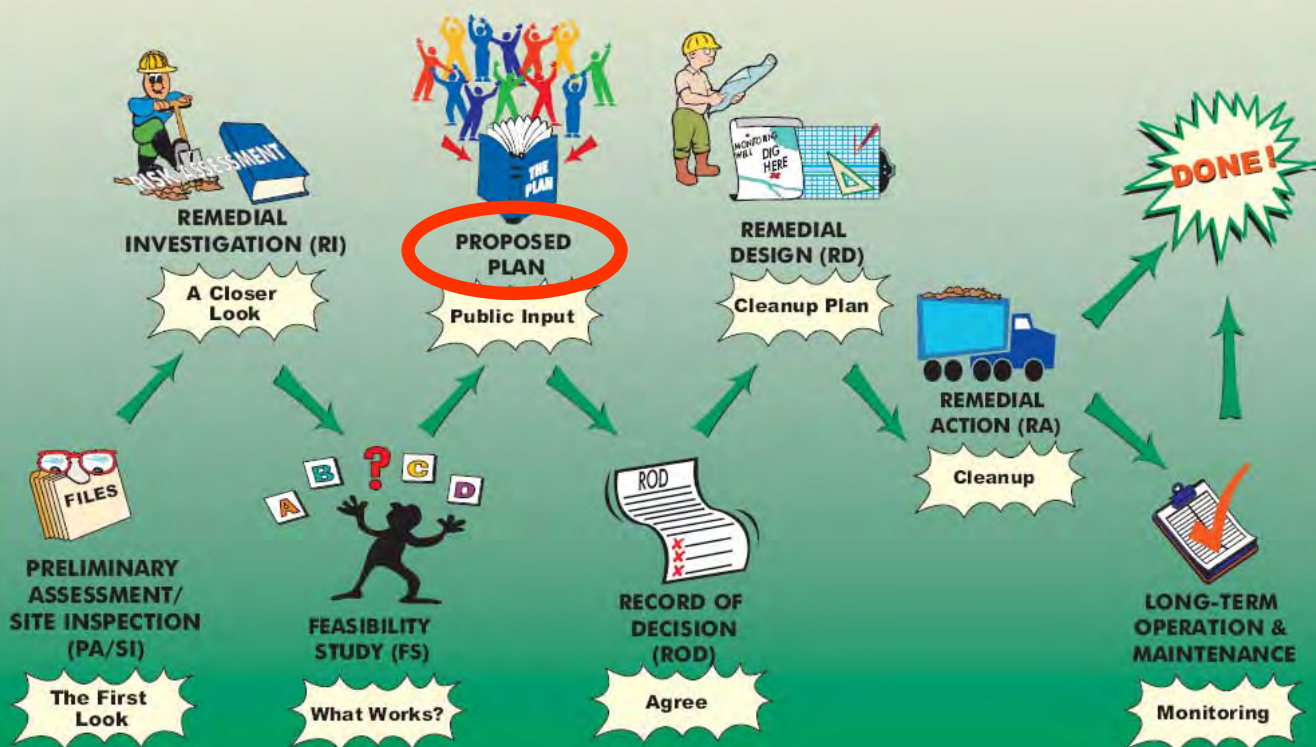 RISK ASSESSMENT
REMEDIAL
INVESTIGATION (RI)
A Closer
Look
THE
PLAN
PROPOSED
PLAN
Public Input
MONITORING
WELL
DIG
HERE
x
REMEDIAL
DESIGN (RD)
Cleanup Plan
DONE!
REMEDIAL
ACTION (RA)
Cleanup
FILES
PRELIMINARY
ASSESSMENT/
SITE INSPECTION
(PA/SI)
The First
Look
A B ? C D
FEASIBILITY
STUDY (FS)
What Works?
ROD
x
x
x
RECORD OF
DECISION
(ROD)
Agree
LONG-TERM
OPERATION &
MAINTENANCE
Monitoring